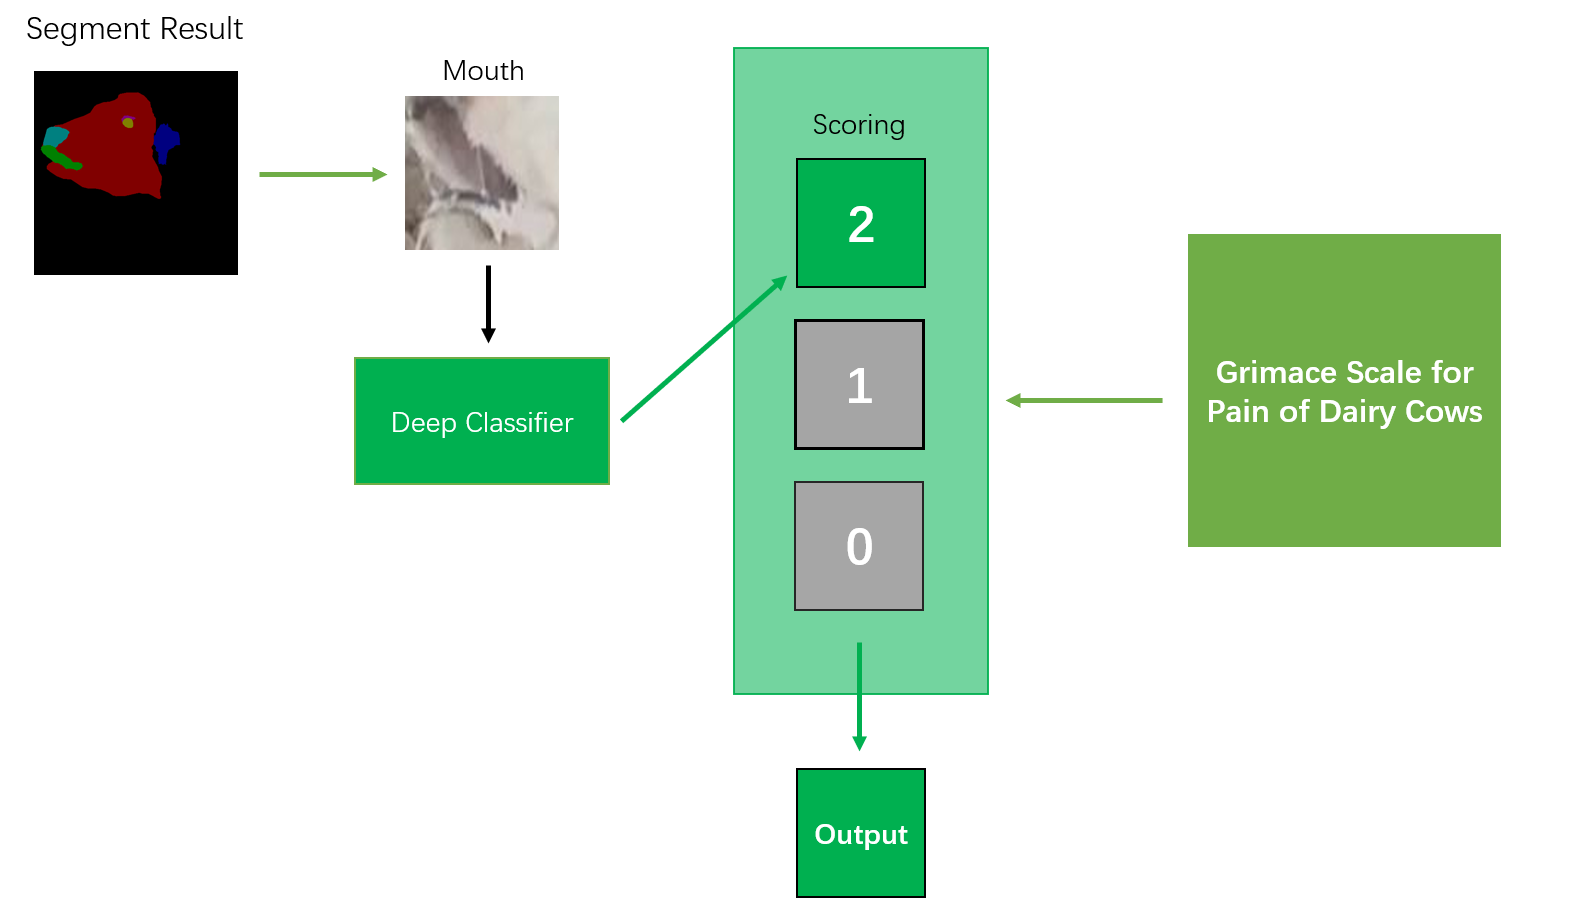 Segment Result
Mouth
Scoring
2
1
0
Deep Classifier
Grimace Scale for
Pain of Dairy Cows
Output